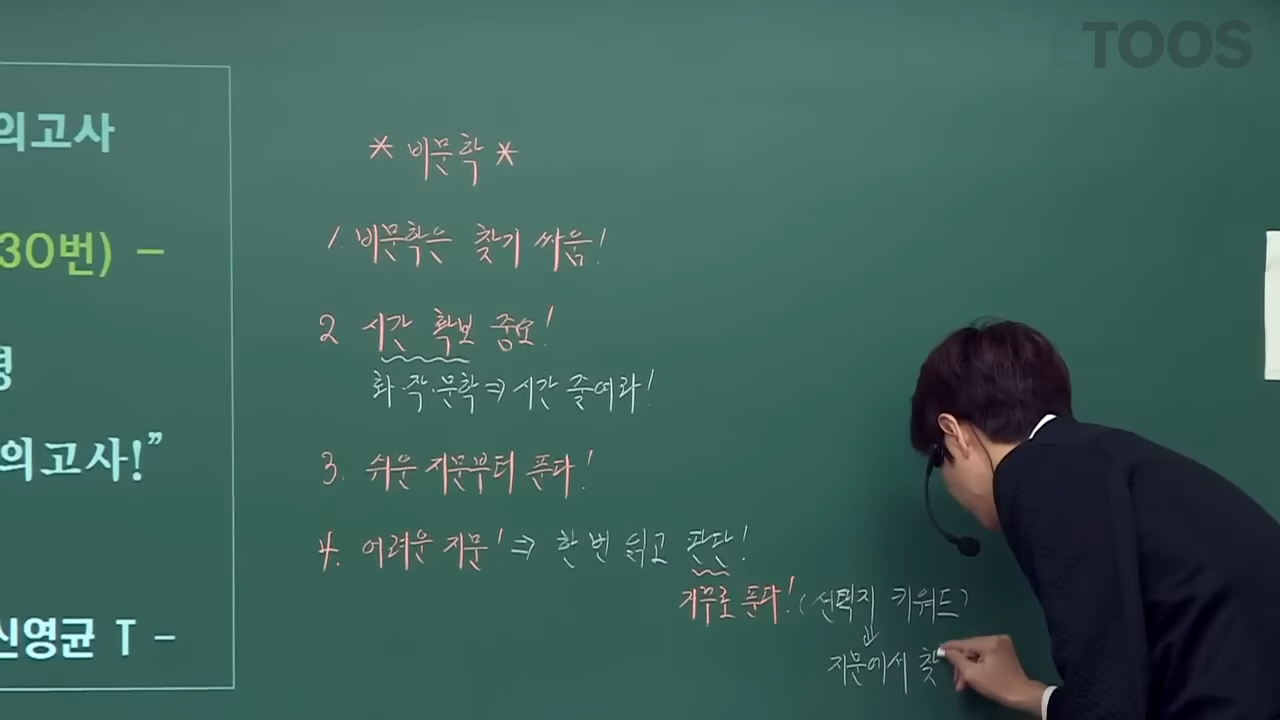 TOOS
의고사
30번) -
령
의고사!”
신영균 T -
* 비문학 *
1. 비문학은 찾기 싸움!
2 시간 확보 중요!
화·작·문학 ⇒ 시간 줄여라!
3. 쉬운 지문부터 푼다!
4. 어려운 지문! ⇒ 한 번 읽고 판단!
거꾸로 푼다! (선택지 키워드)
⇓
지문에서 찾